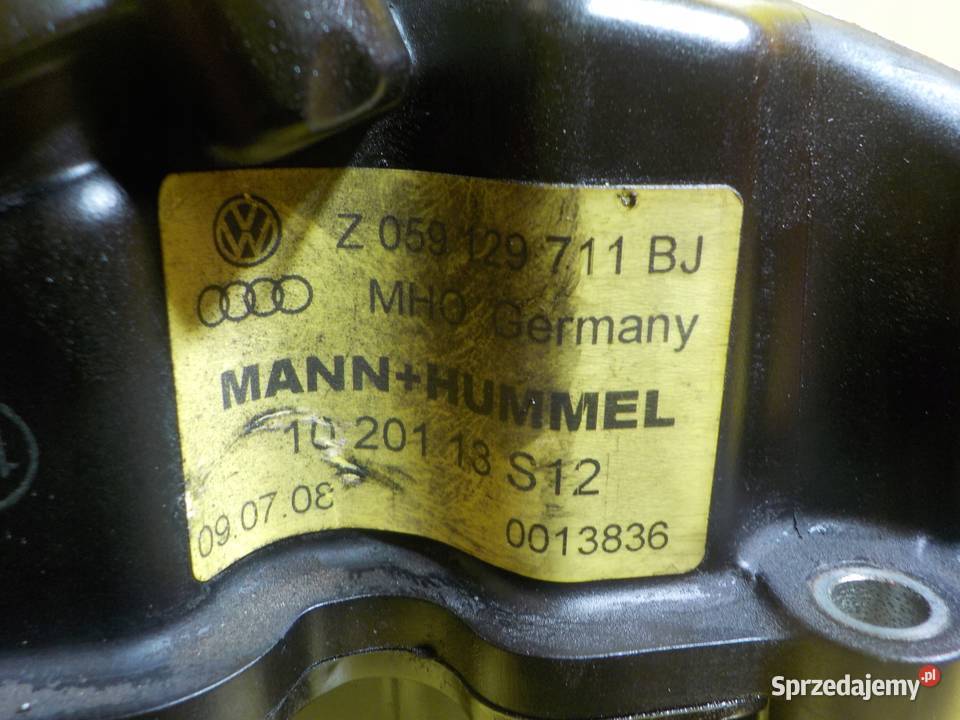 Z 059 129 711 BJ
MHO Germany
MANN+HUMMEL
10 201 13 S12
09.07.08
0013836
Sprzedajemy.pl